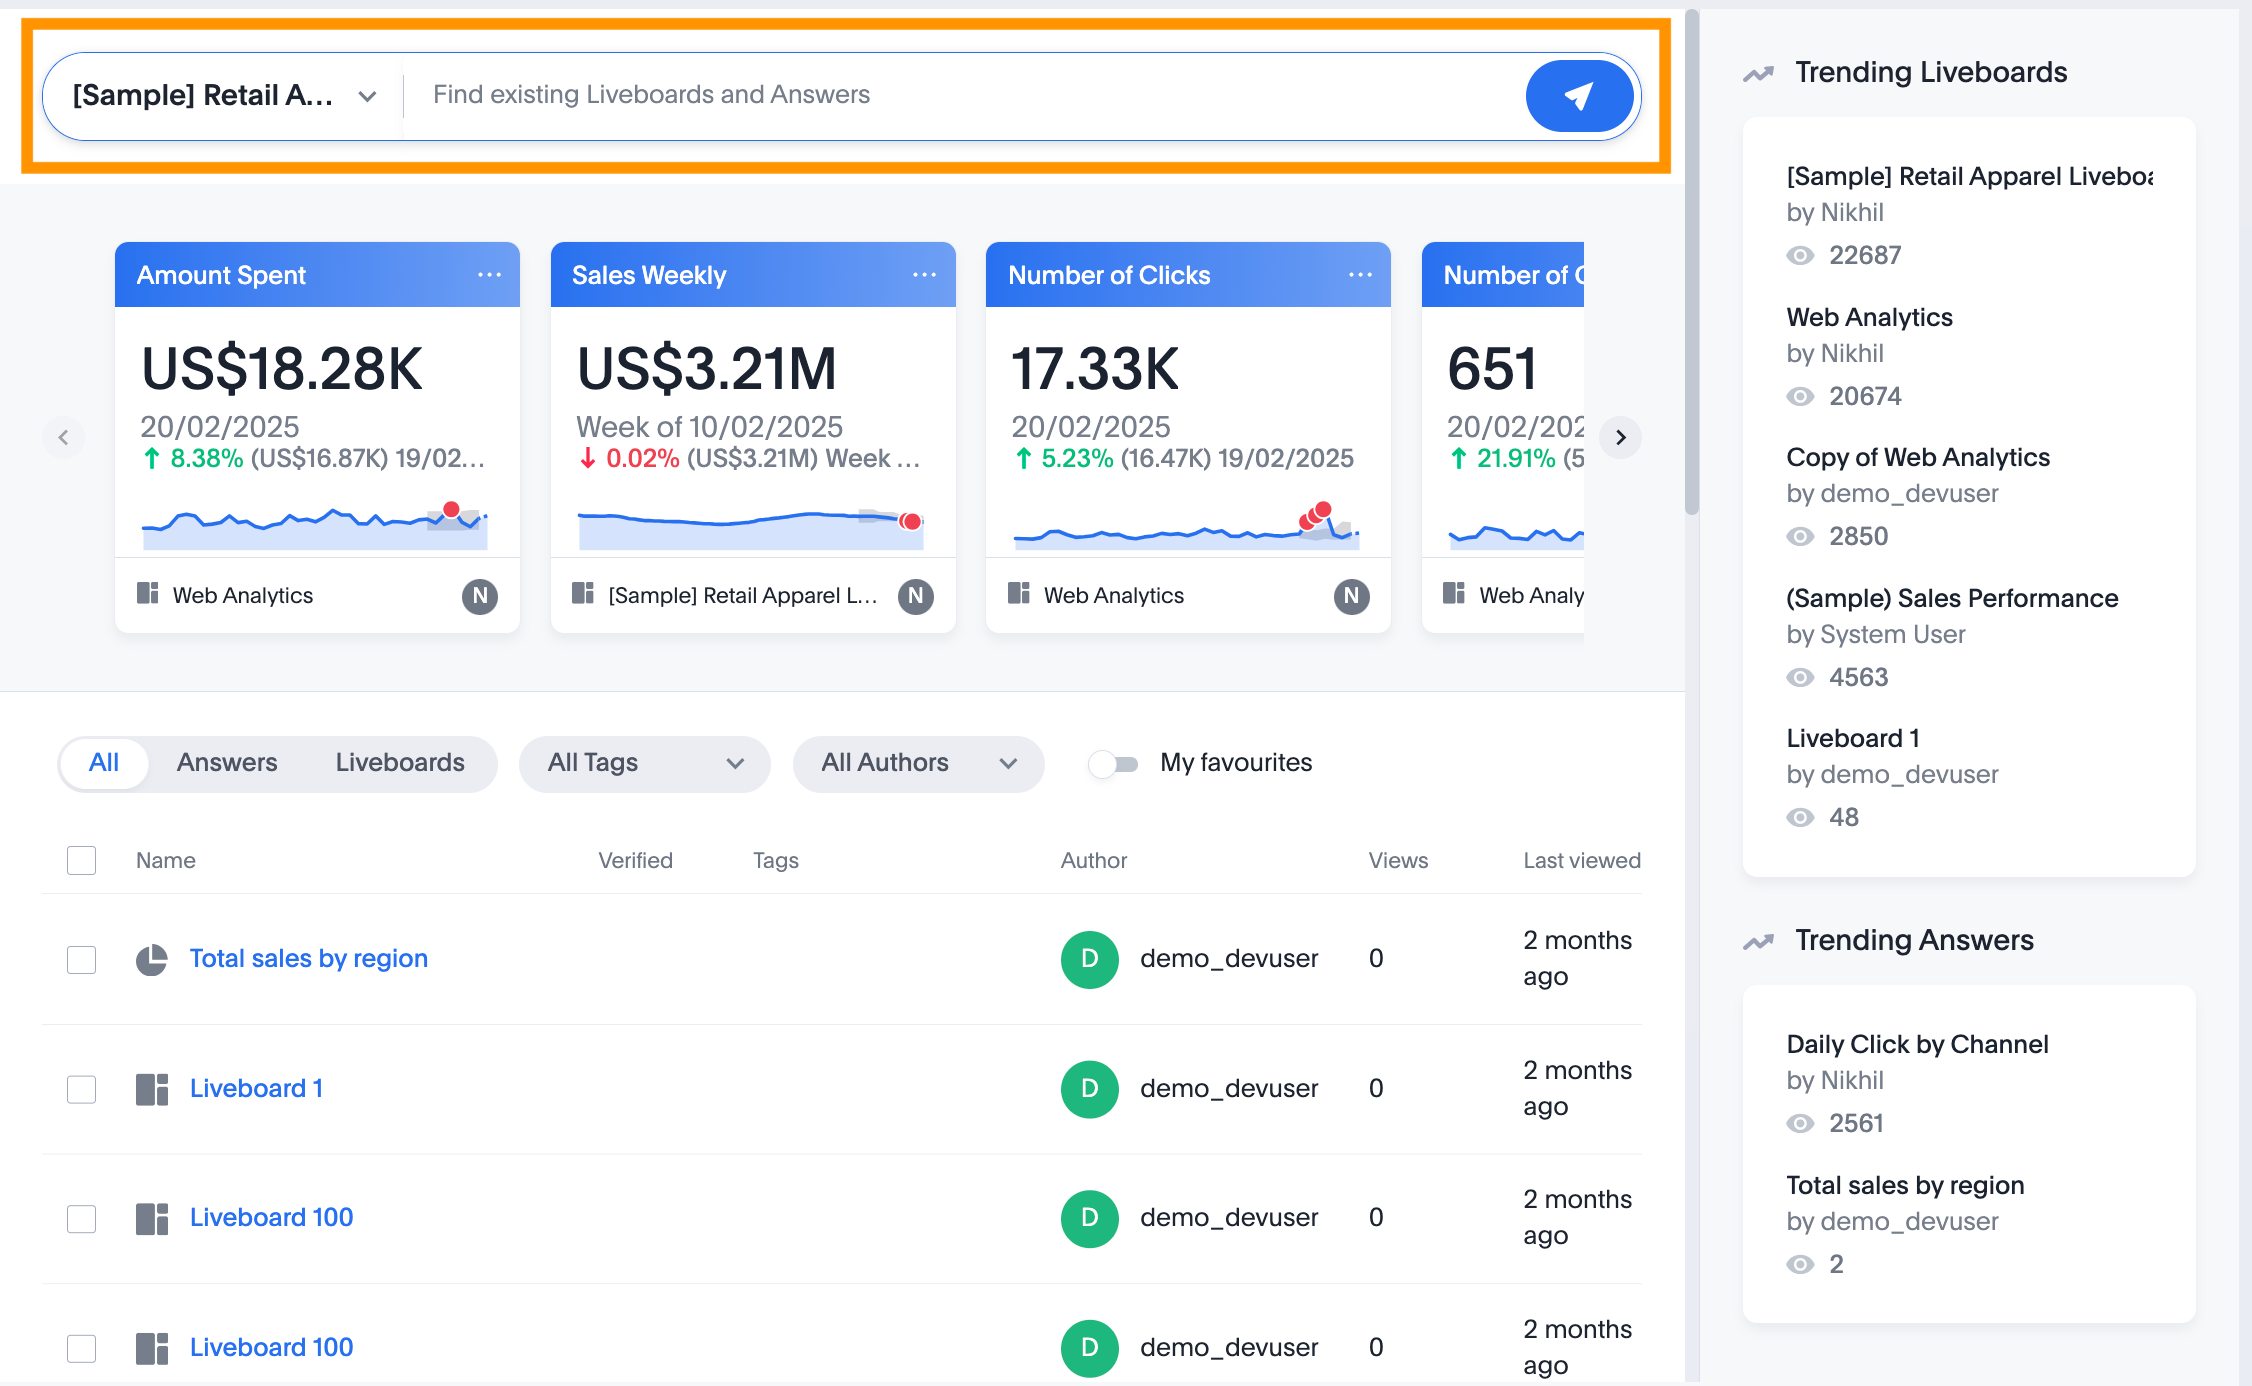 [Sample] Retail A...
Find existing Liveboards and Answers
Amount Spent
US$18.28K
20/02/2025
8.38% (US$16.87K) 19/02...
Web Analytics
N
Sales Weekly
US$3.21M
Week of 10/02/2025
0.02% (US$3.21M) Week ...
[Sample] Retail Apparel L...
N
Number of Clicks
17.33K
20/02/2025
5.23% (16.47K) 19/02/2025
Web Analytics
N
Number of
651
20/02/202
21.91% (5
Web Analy
All Answers Liveboards All Tags All Authors My favourites
Name Verified Tags Author Views Last viewed
Total sales by region D demo_devuser 0 2 months
ago
Liveboard 1 D demo_devuser 0 2 months
ago
Liveboard 100 D demo_devuser 0 2 months
ago
Liveboard 100 D demo_devuser 0 2 months
ago
Trending Liveboards
[Sample] Retail Apparel Liveboa
by Nikhil
22687
Web Analytics
by Nikhil
20674
Copy of Web Analytics
by demo_devuser
2850
(Sample) Sales Performance
by System User
4563
Liveboard 1
by demo_devuser
48
Trending Answers
Daily Click by Channel
by Nikhil
2561
Total sales by region
by demo_devuser
2